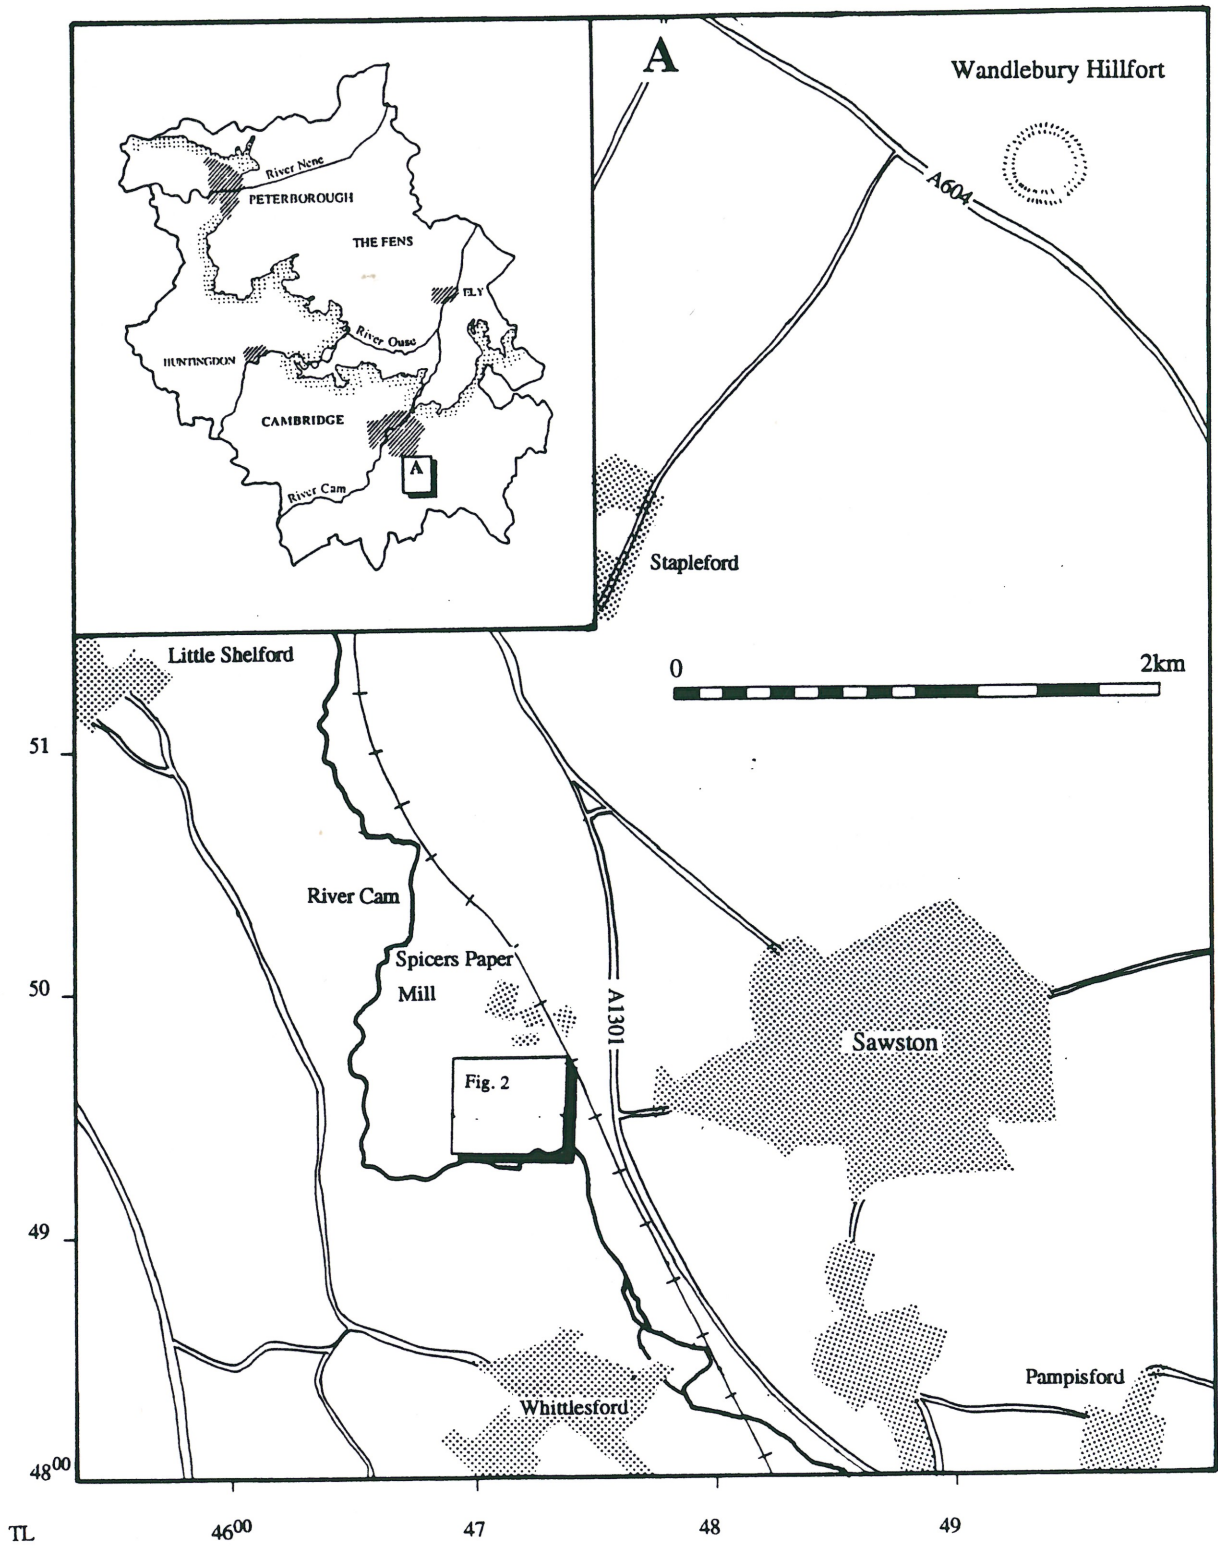 A
Wandlebury Hillfort
A604
River Nene
PETERBOROUGH
THE FENS
ELY
River Ouse
HUNTINGDON
CAMBRIDGE
A
River Cam
Stapleford
Little Shelford
0 2km
51
River Cam
Spicers Paper
Mill
50
A1301
Sawston
Fig. 2
49
Pampisford
Whittlesford
48⁰⁰
TL 46⁰⁰ 47 48 49